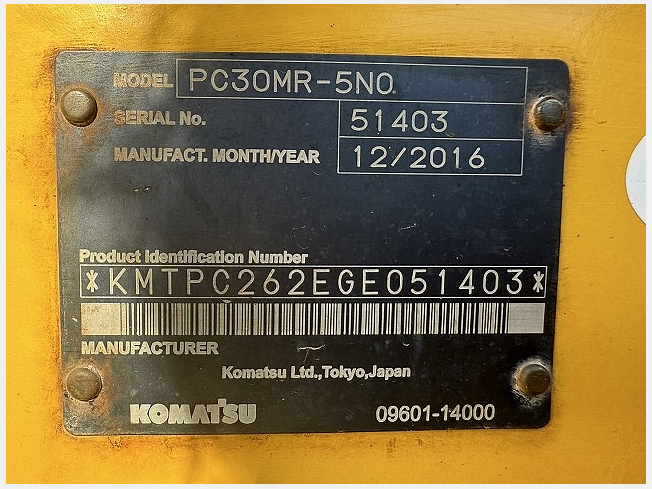 MODEL PC30MR-5N0
SERIAL No. 51403
MANUFACT. MONTH/YEAR 12/2016
Product Identification Number
*KMTPC262EGE051403*
MANUFACTURER
Komatsu Ltd.,Tokyo,Japan
KOMATSU 09601-14000